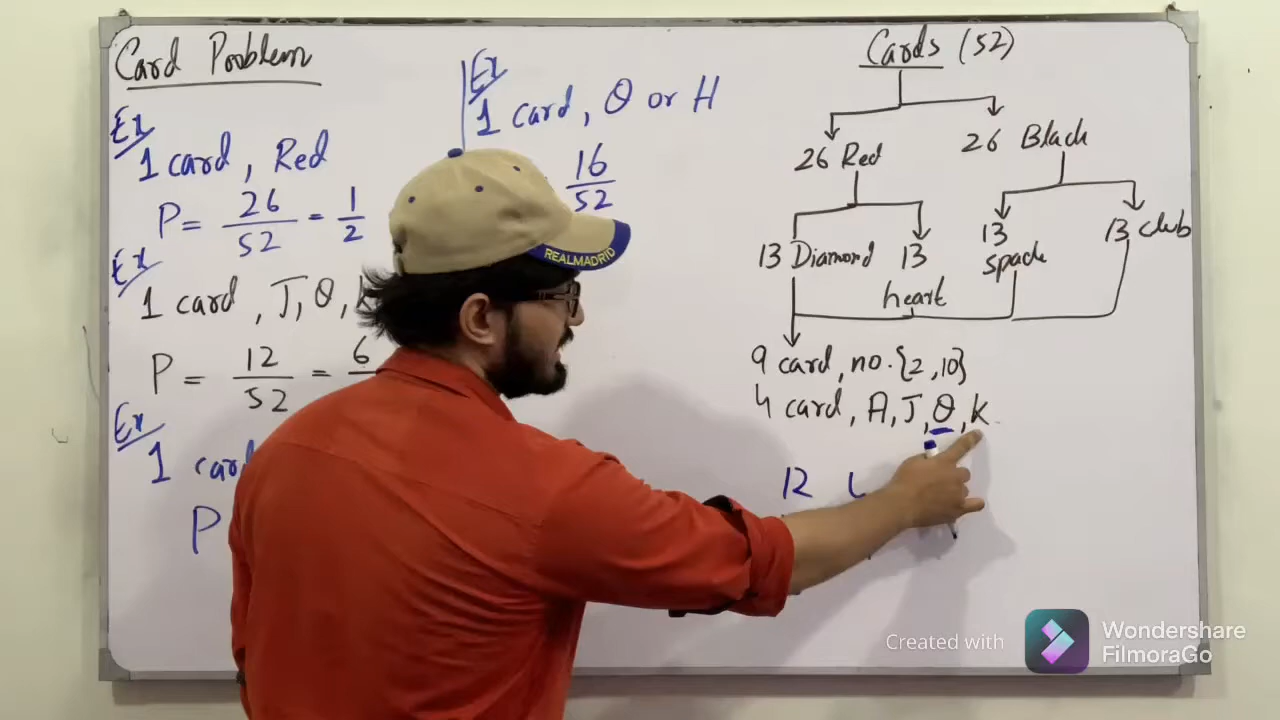 Card Problem
Ex
1 card, Red
P = 26/52 = 1/2
Ex
1 card, J, Q, K
P = 12/52 = 6
Ex
1 card
P
Ex
1 card, Q or H
16/52
REALMADRID
Cards (52)
26 Red
26 Black
13 Diamond
13 heart
13 spade
13 club
9 card, no. {2, 10}
4 card, A, J, Q, K
12
Created with
Wondershare
FilmoraGo